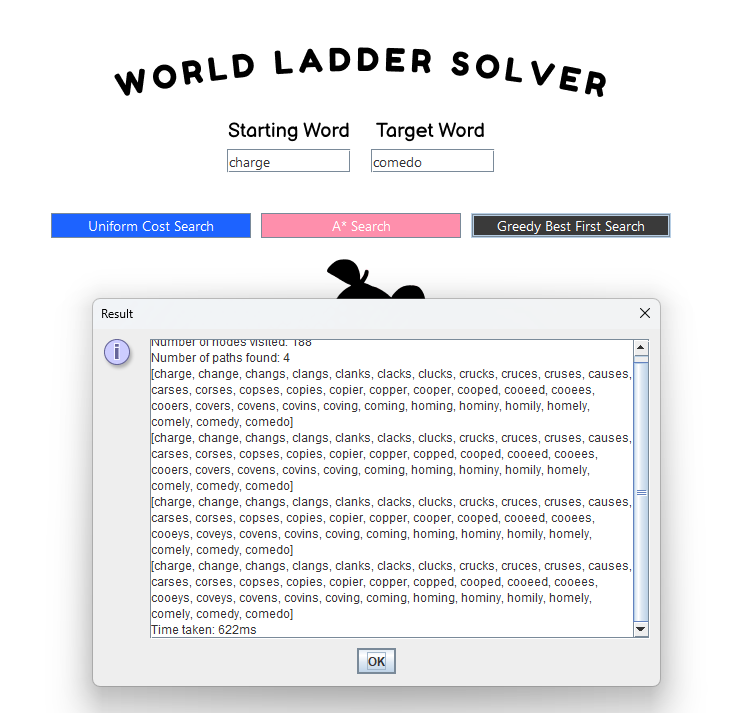 WORLD LADDER SOLVER
Starting Word Target Word
charge comedo
Uniform Cost Search A* Search Greedy Best First Search
Result
Number of nodes visited: 188
Number of paths found: 4
[charge, change, changs, clangs, clanks, clacks, clucks, crucks, cruces, cruses, causes,
carses, corses, copses, copies, copier, copper, cooper, cooped, cooeed, cooees,
cooers, covers, covens, covins, coving, coming, homing, hominy, homily, homely,
comely, comedy, comedo]
[charge, change, changs, clangs, clanks, clacks, clucks, crucks, cruces, cruses, causes,
carses, corses, copses, copies, copier, copper, copped, cooped, cooeed, cooees,
cooers, covers, covens, covins, coving, coming, homing, hominy, homily, homely,
comely, comedy, comedo]
[charge, change, changs, clangs, clanks, clacks, clucks, crucks, cruces, cruses, causes,
carses, corses, copses, copies, copier, copper, cooper, cooped, cooeed, cooees,
cooeys, coveys, covens, covins, coving, coming, homing, hominy, homily, homely,
comely, comedy, comedo]
[charge, change, changs, clangs, clanks, clacks, clucks, crucks, cruces, cruses, causes,
carses, corses, copses, copies, copier, copper, copped, cooped, cooeed, cooees,
cooeys, coveys, covens, covins, coving, coming, homing, hominy, homily, homely,
comely, comedy, comedo]
Time taken: 622ms
OK